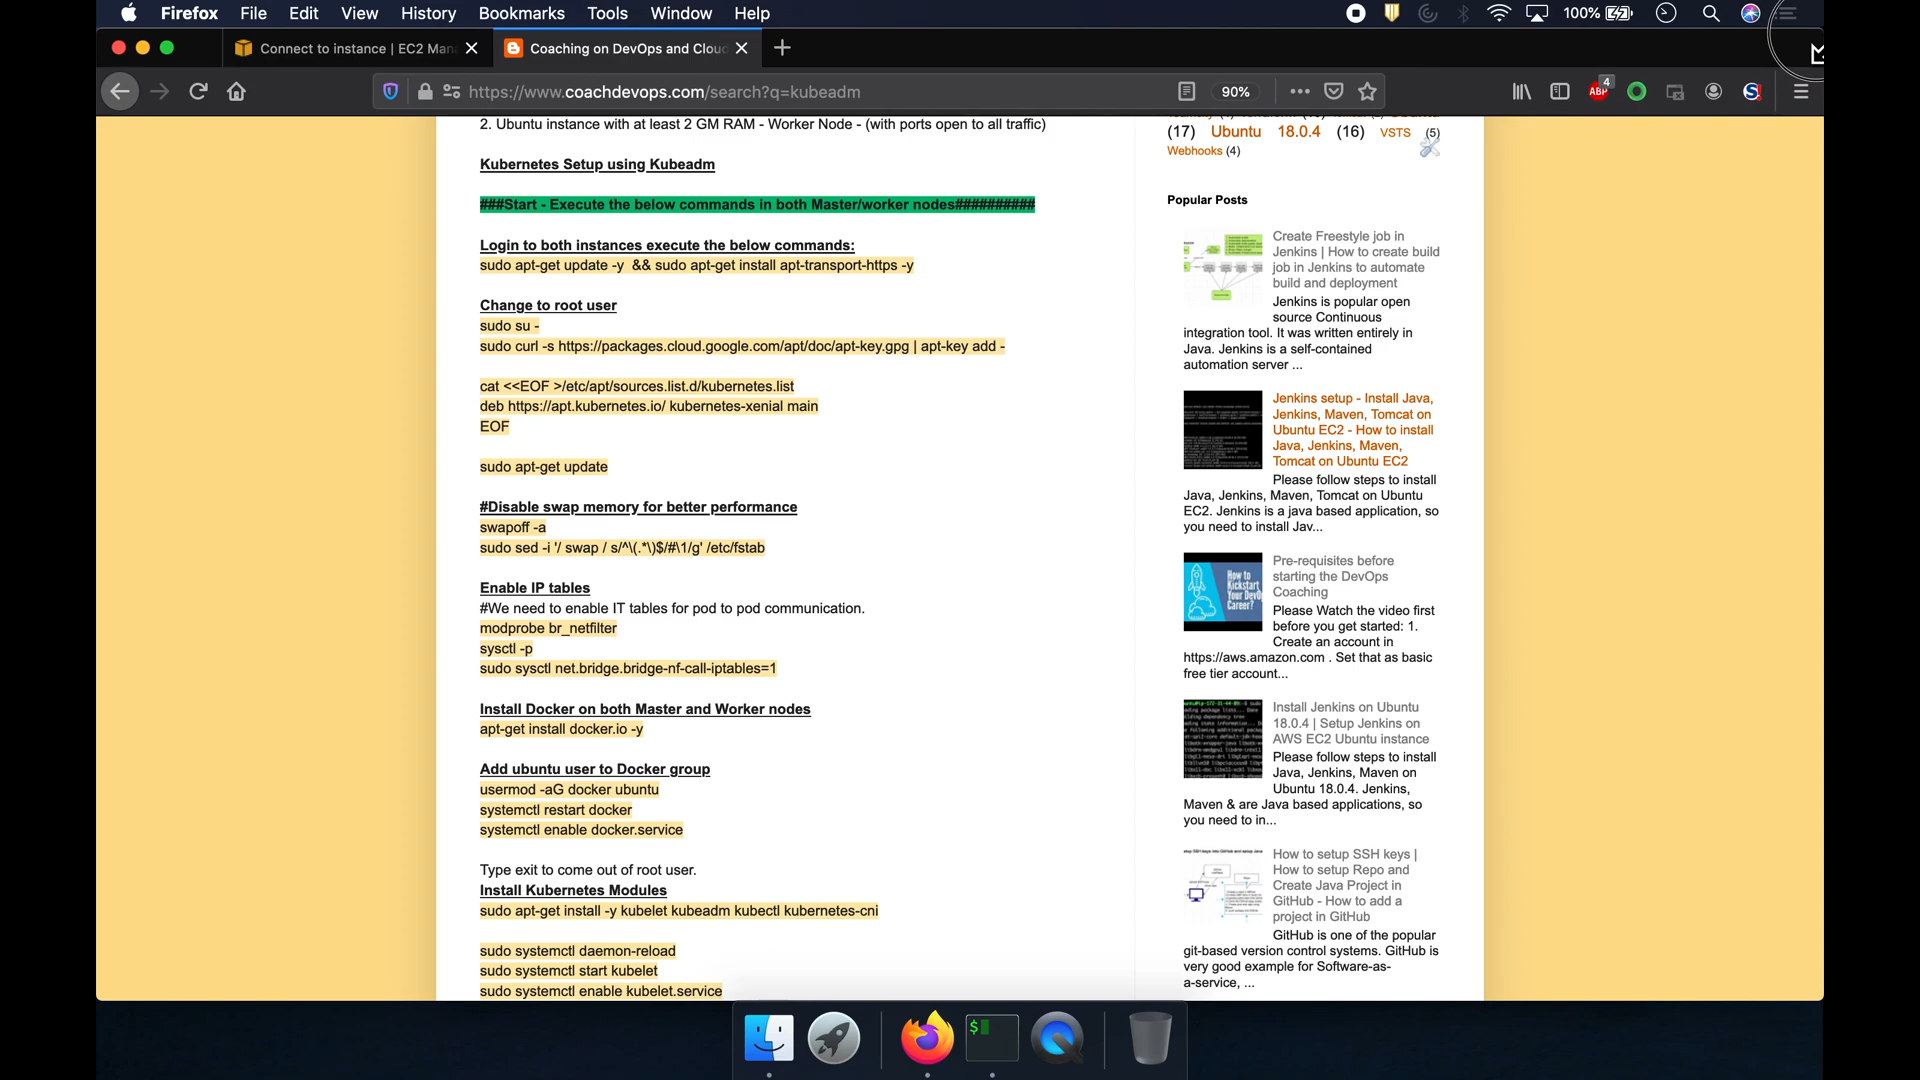 Firefox File Edit View History Bookmarks Tools Window Help 100%
Connect to instance | EC2 Man
Coaching on DevOps and Clou
https://www.coachdevops.com/search?q=kubeadm 90% ABP 4
2. Ubuntu instance with at least 2 GM RAM - Worker Node - (with ports open to all traffic)
Kubernetes Setup using Kubeadm
###Start - Execute the below commands in both Master/worker nodes##########
Login to both instances execute the below commands:
sudo apt-get update -y  && sudo apt-get install apt-transport-https -y
Change to root user
sudo su -
sudo curl -s https://packages.cloud.google.com/apt/doc/apt-key.gpg | apt-key add -
cat <<EOF >/etc/apt/sources.list.d/kubernetes.list
deb https://apt.kubernetes.io/ kubernetes-xenial main
EOF
sudo apt-get update
#Disable swap memory for better performance
swapoff -a
sudo sed -i '/ swap / s/^\(.*\)$/#\1/g' /etc/fstab
Enable IP tables
#We need to enable IT tables for pod to pod communication.
modprobe br_netfilter
sysctl -p
sudo sysctl net.bridge.bridge-nf-call-iptables=1
Install Docker on both Master and Worker nodes
apt-get install docker.io -y
Add ubuntu user to Docker group
usermod -aG docker ubuntu
systemctl restart docker
systemctl enable docker.service
Type exit to come out of root user.
Install Kubernetes Modules
sudo apt-get install -y kubelet kubeadm kubectl kubernetes-cni
sudo systemctl daemon-reload
sudo systemctl start kubelet
sudo systemctl enable kubelet.service
(17) Ubuntu 18.0.4 (16) VSTS (5)
Webhooks (4)
Popular Posts
Create Freestyle job in
Jenkins | How to create build
job in Jenkins to automate
build and deployment
Jenkins is popular open
source Continuous
integration tool. It was written entirely in
Java. Jenkins is a self-contained
automation server ...
Jenkins setup - Install Java,
Jenkins, Maven, Tomcat on
Ubuntu EC2 - How to install
Java, Jenkins, Maven,
Tomcat on Ubuntu EC2
Please follow steps to install
Java, Jenkins, Maven, Tomcat on Ubuntu
EC2. Jenkins is a java based application, so
you need to install Jav...
How to
Kickstart
Your DevO
Career?
Pre-requisites before
starting the DevOps
Coaching
Please Watch the video first
before you get started: 1.
Create an account in
https://aws.amazon.com . Set that as basic
free tier account...
Install Jenkins on Ubuntu
18.0.4 | Setup Jenkins on
AWS EC2 Ubuntu instance
Please follow steps to install
Java, Jenkins, Maven on
Ubuntu 18.0.4. Jenkins,
Maven & are Java based applications, so
you need to in...
How to setup SSH keys |
How to setup Repo and
Create Java Project in
GitHub - How to add a
project in GitHub
GitHub is one of the popular
git-based version control systems. GitHub is
very good example for Software-as-
a-service, ...
$